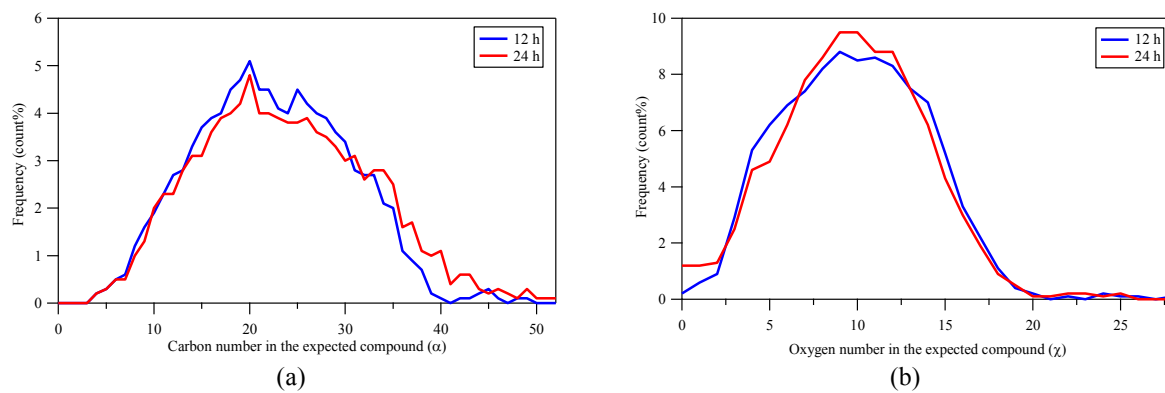 6
5
4
3
2
1
0
Frequency (count%)
12 h
24 h
0 10 20 30 40 50
Carbon number in the expected compound (α)
(a)
10
8
6
4
2
0
Frequency (count%)
12 h
24 h
0 5 10 15 20 25
Oxygen number in the expected compound (χ)
(b)